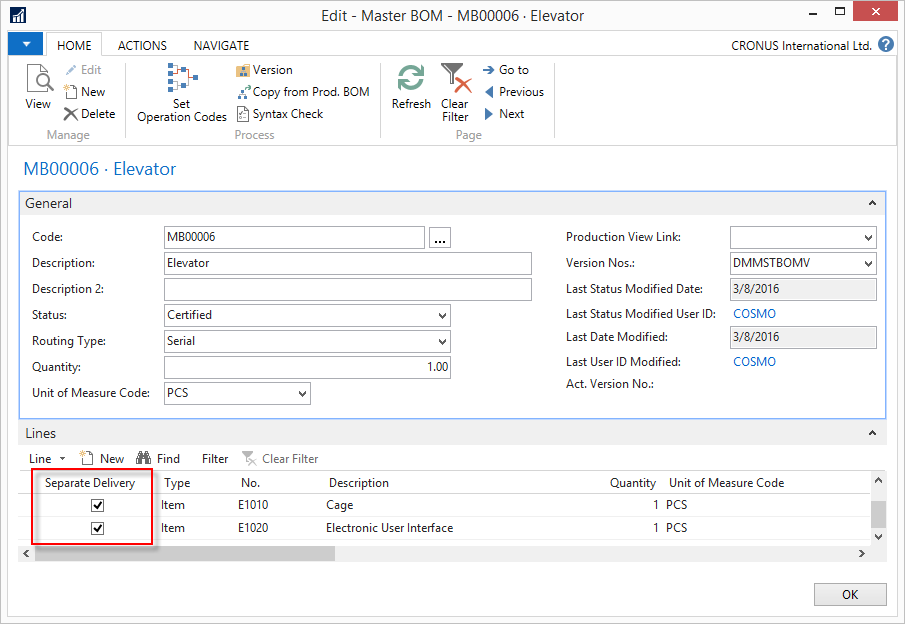 Edit - Master BOM - MB00006 · Elevator
HOME ACTIONS NAVIGATE CRONUS International Ltd. ?
View
Edit
New
Delete
Manage
Set
Operation Codes
Version
Copy from Prod. BOM
Syntax Check
Process
Refresh
Clear
Filter
Go to
Previous
Next
Page
MB00006 · Elevator
General
Code: MB00006 ...
Description: Elevator
Description 2:
Status: Certified
Routing Type: Serial
Quantity: 1.00
Unit of Measure Code: PCS
Production View Link:
Version Nos.: DMMSTBOMV
Last Status Modified Date: 3/8/2016
Last Status Modified User ID: COSMO
Last Date Modified: 3/8/2016
Last User ID Modified: COSMO
Act. Version No.:
Lines
Line New Find Filter Clear Filter
Separate Delivery Type No. Description Quantity Unit of Measure Code
Item E1010 Cage 1 PCS
Item E1020 Electronic User Interface 1 PCS
OK